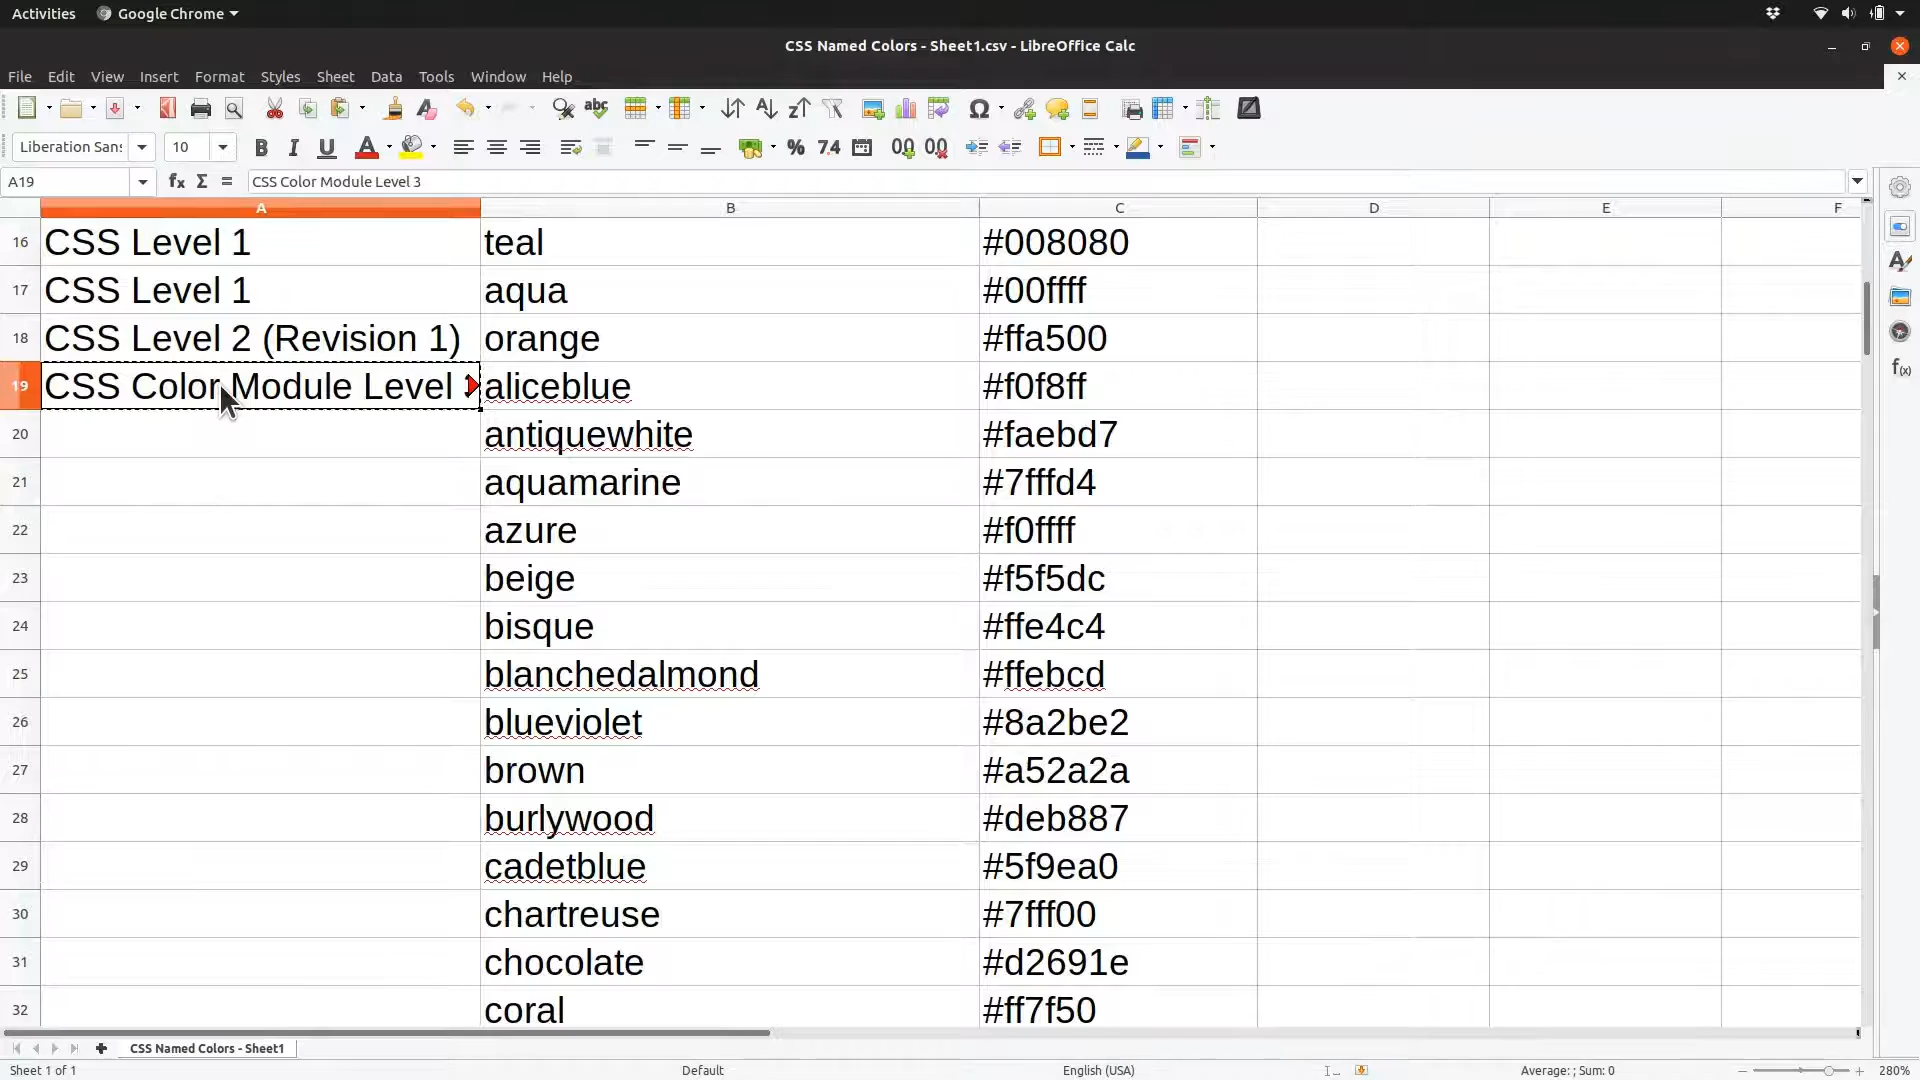 Activities Google Chrome
CSS Named Colors - Sheet1.csv - LibreOffice Calc
File Edit View Insert Format Styles Sheet Data Tools Window Help
Liberation Sans 10
A19 CSS Color Module Level 3
A B C D E F
16 CSS Level 1 teal #008080
17 CSS Level 1 aqua #00ffff
18 CSS Level 2 (Revision 1) orange #ffa500
19 CSS Color Module Level aliceblue #f0f8ff
20 antiquewhite #faebd7
21 aquamarine #7fffd4
22 azure #f0ffff
23 beige #f5f5dc
24 bisque #ffe4c4
25 blanchedalmond #ffebcd
26 blueviolet #8a2be2
27 brown #a52a2a
28 burlywood #deb887
29 cadetblue #5f9ea0
30 chartreuse #7fff00
31 chocolate #d2691e
32 coral #ff7f50
CSS Named Colors - Sheet1
Sheet 1 of 1 Default English (USA) Average: ; Sum: 0 280%